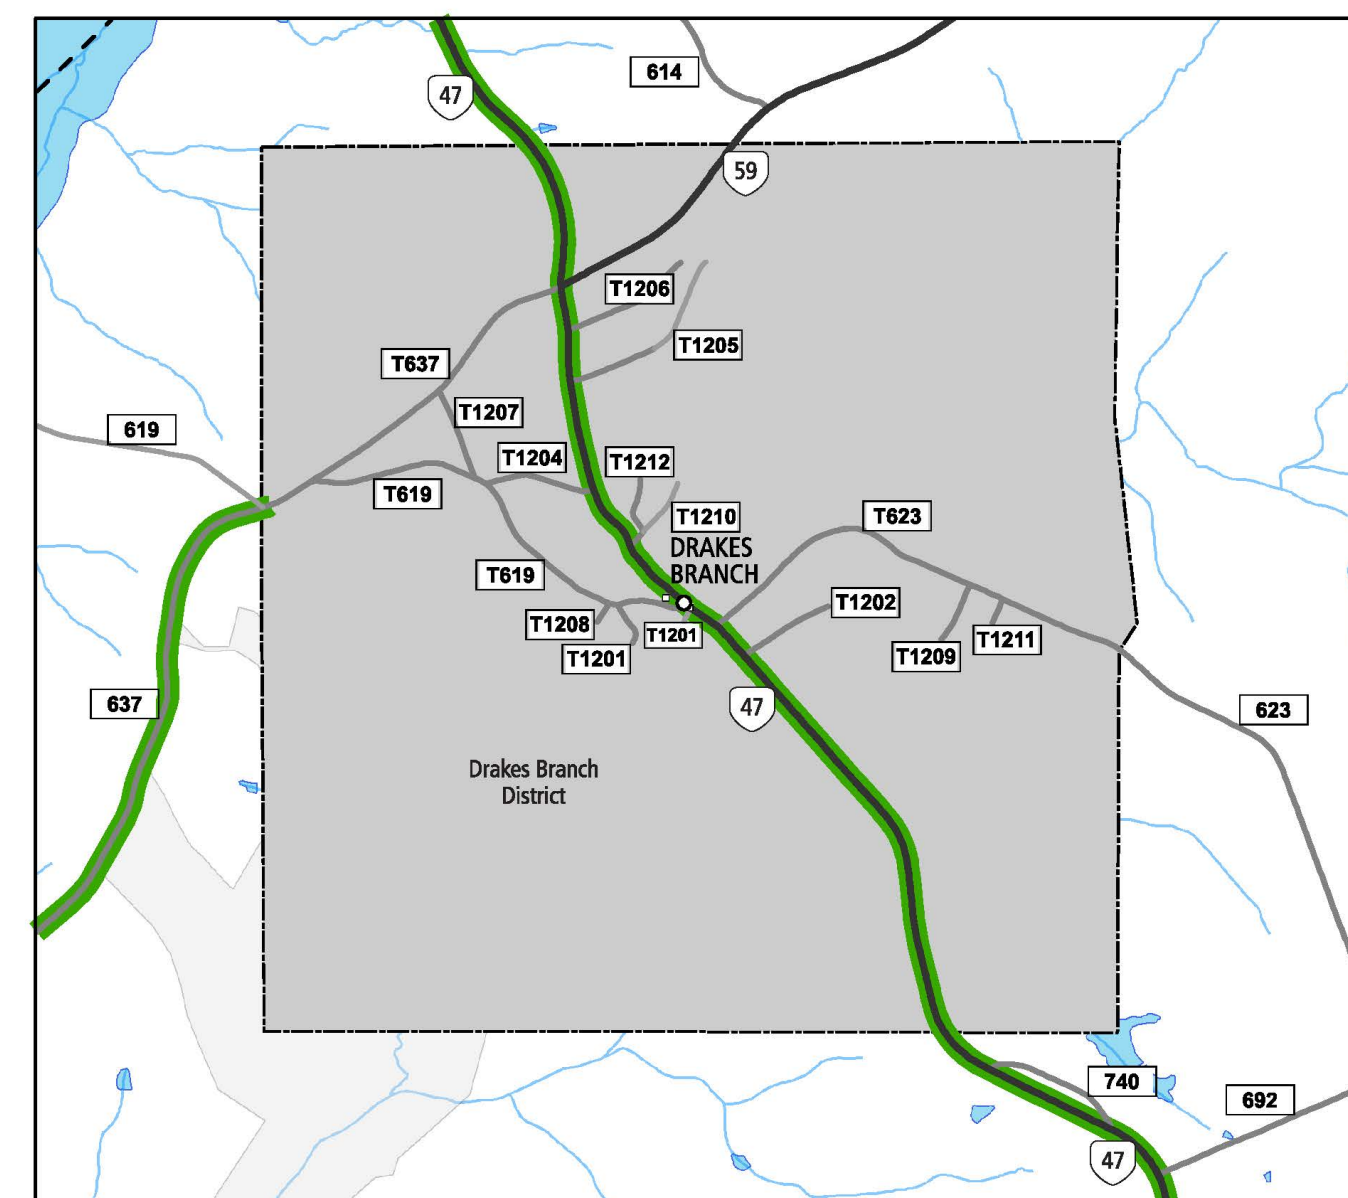 614
47
59
T1206
T1205
T637
T1207
619
T1204
T1212
T619
T1210
T623
DRAKES
BRANCH
T619
T1202
T1208
T1201
T1211
T1201
T1209
637
47
623
Drakes Branch
District
740
692
47